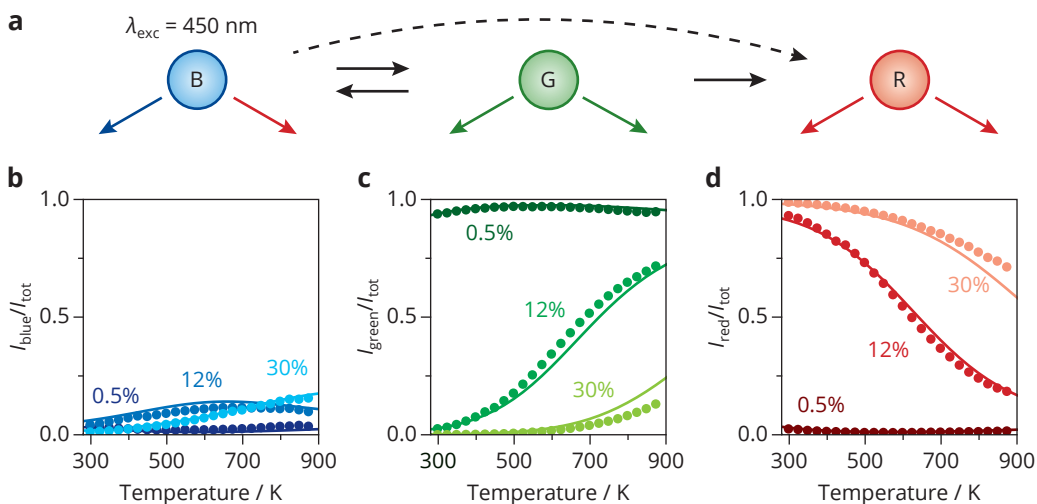 a
λexc = 450 nm
B
G
R
b
c
d
1.0
0.5
0.0
Iblue/Itot
0.5%
12%
30%
300
500
700
900
Temperature / K
1.0
0.5
0.0
Igreen/Itot
0.5%
12%
30%
300
500
700
900
Temperature / K
1.0
0.5
0.0
Ired/Itot
30%
12%
0.5%
300
500
700
900
Temperature / K